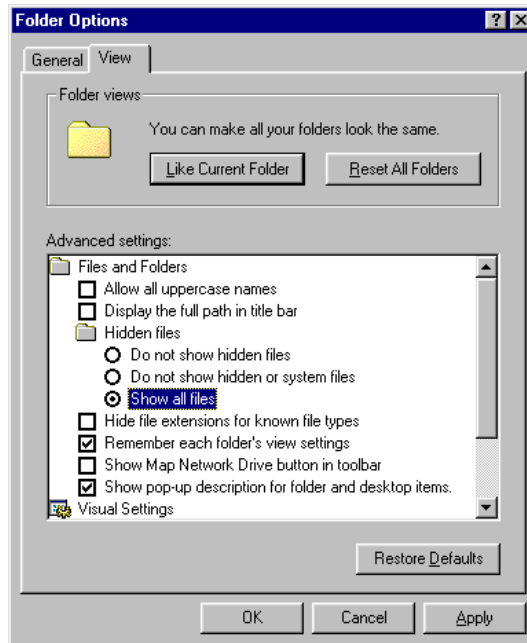 Folder Options
General
View
Folder views
You can make all your folders look the same.
Like Current Folder
Reset All Folders
Advanced settings:
Files and Folders
Allow all uppercase names
Display the full path in title bar
Hidden files
Do not show hidden files
Do not show hidden or system files
Show all files
Hide file extensions for known file types
Remember each folder's view settings
Show Map Network Drive button in toolbar
Show pop-up description for folder and desktop items.
Visual Settings
Restore Defaults
OK
Cancel
Apply